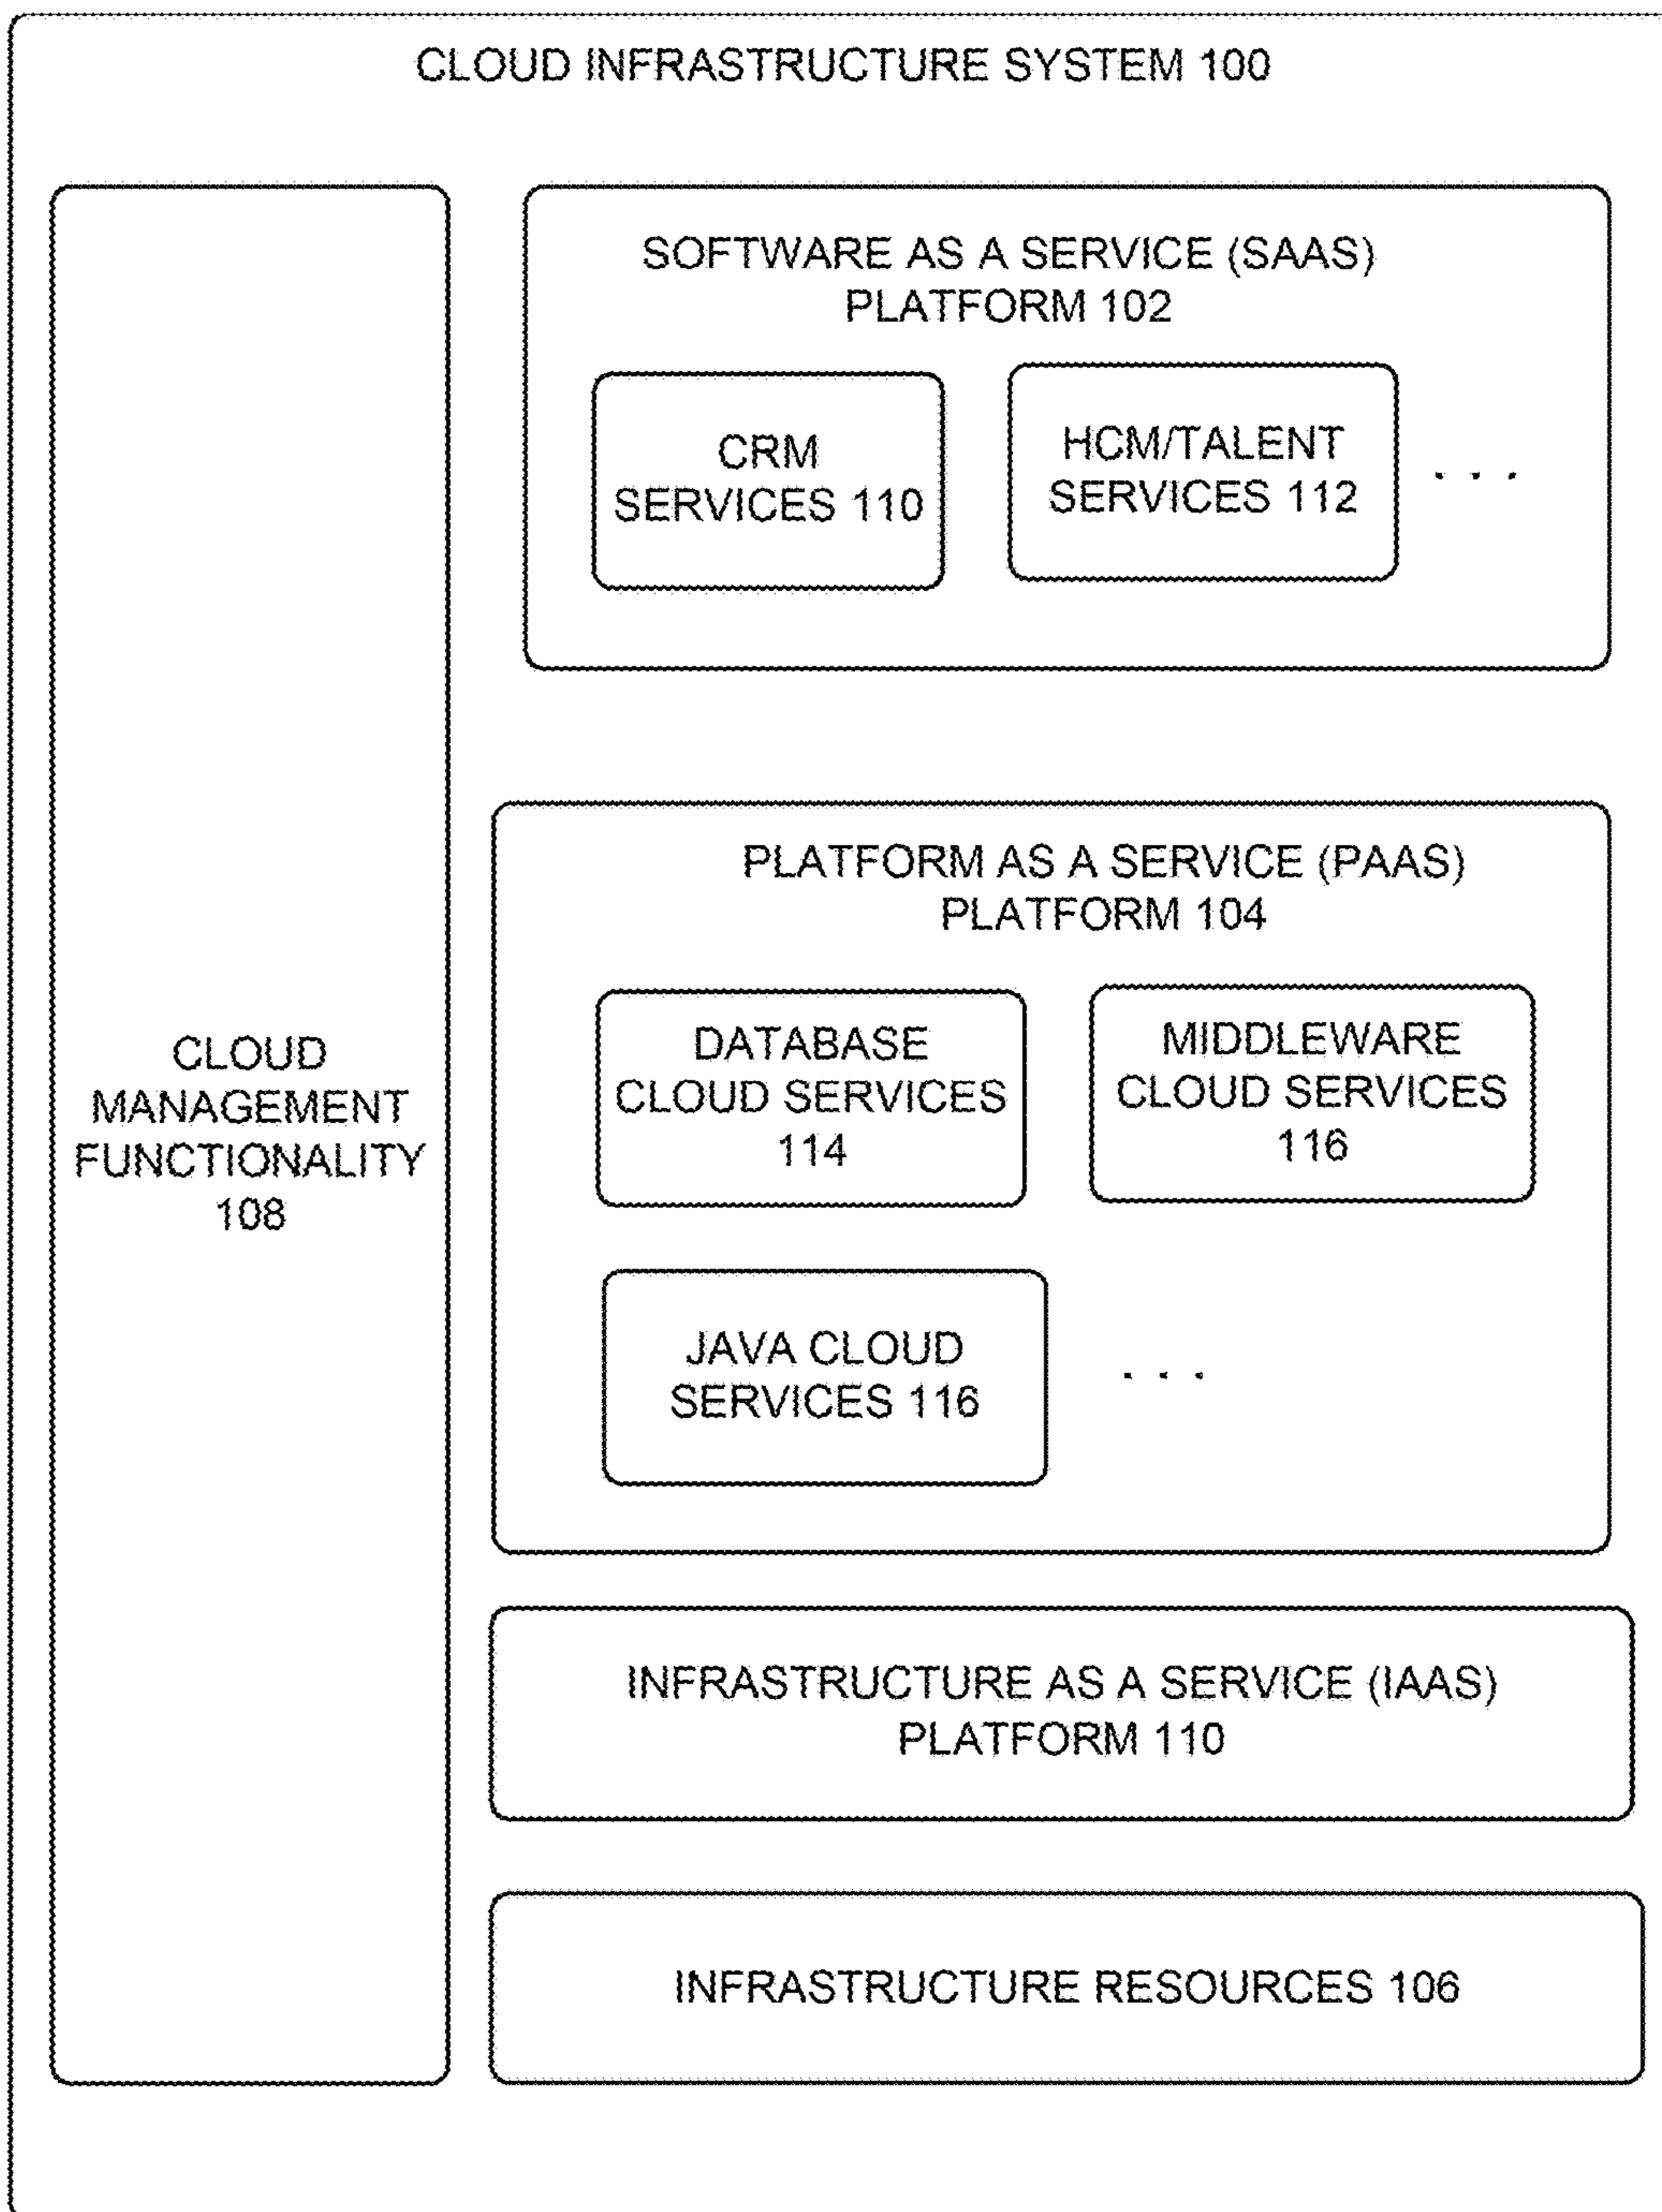 CLOUD INFRASTRUCTURE SYSTEM 100
SOFTWARE AS A SERVICE (SAAS)
PLATFORM 102
CRM
SERVICES 110
HCM/TALENT
SERVICES 112
. . .
PLATFORM AS A SERVICE (PAAS)
PLATFORM 104
DATABASE
CLOUD SERVICES
114
MIDDLEWARE
CLOUD SERVICES
116
JAVA CLOUD
SERVICES 116
. . .
CLOUD
MANAGEMENT
FUNCTIONALITY
108
INFRASTRUCTURE AS A SERVICE (IAAS)
PLATFORM 110
INFRASTRUCTURE RESOURCES 106